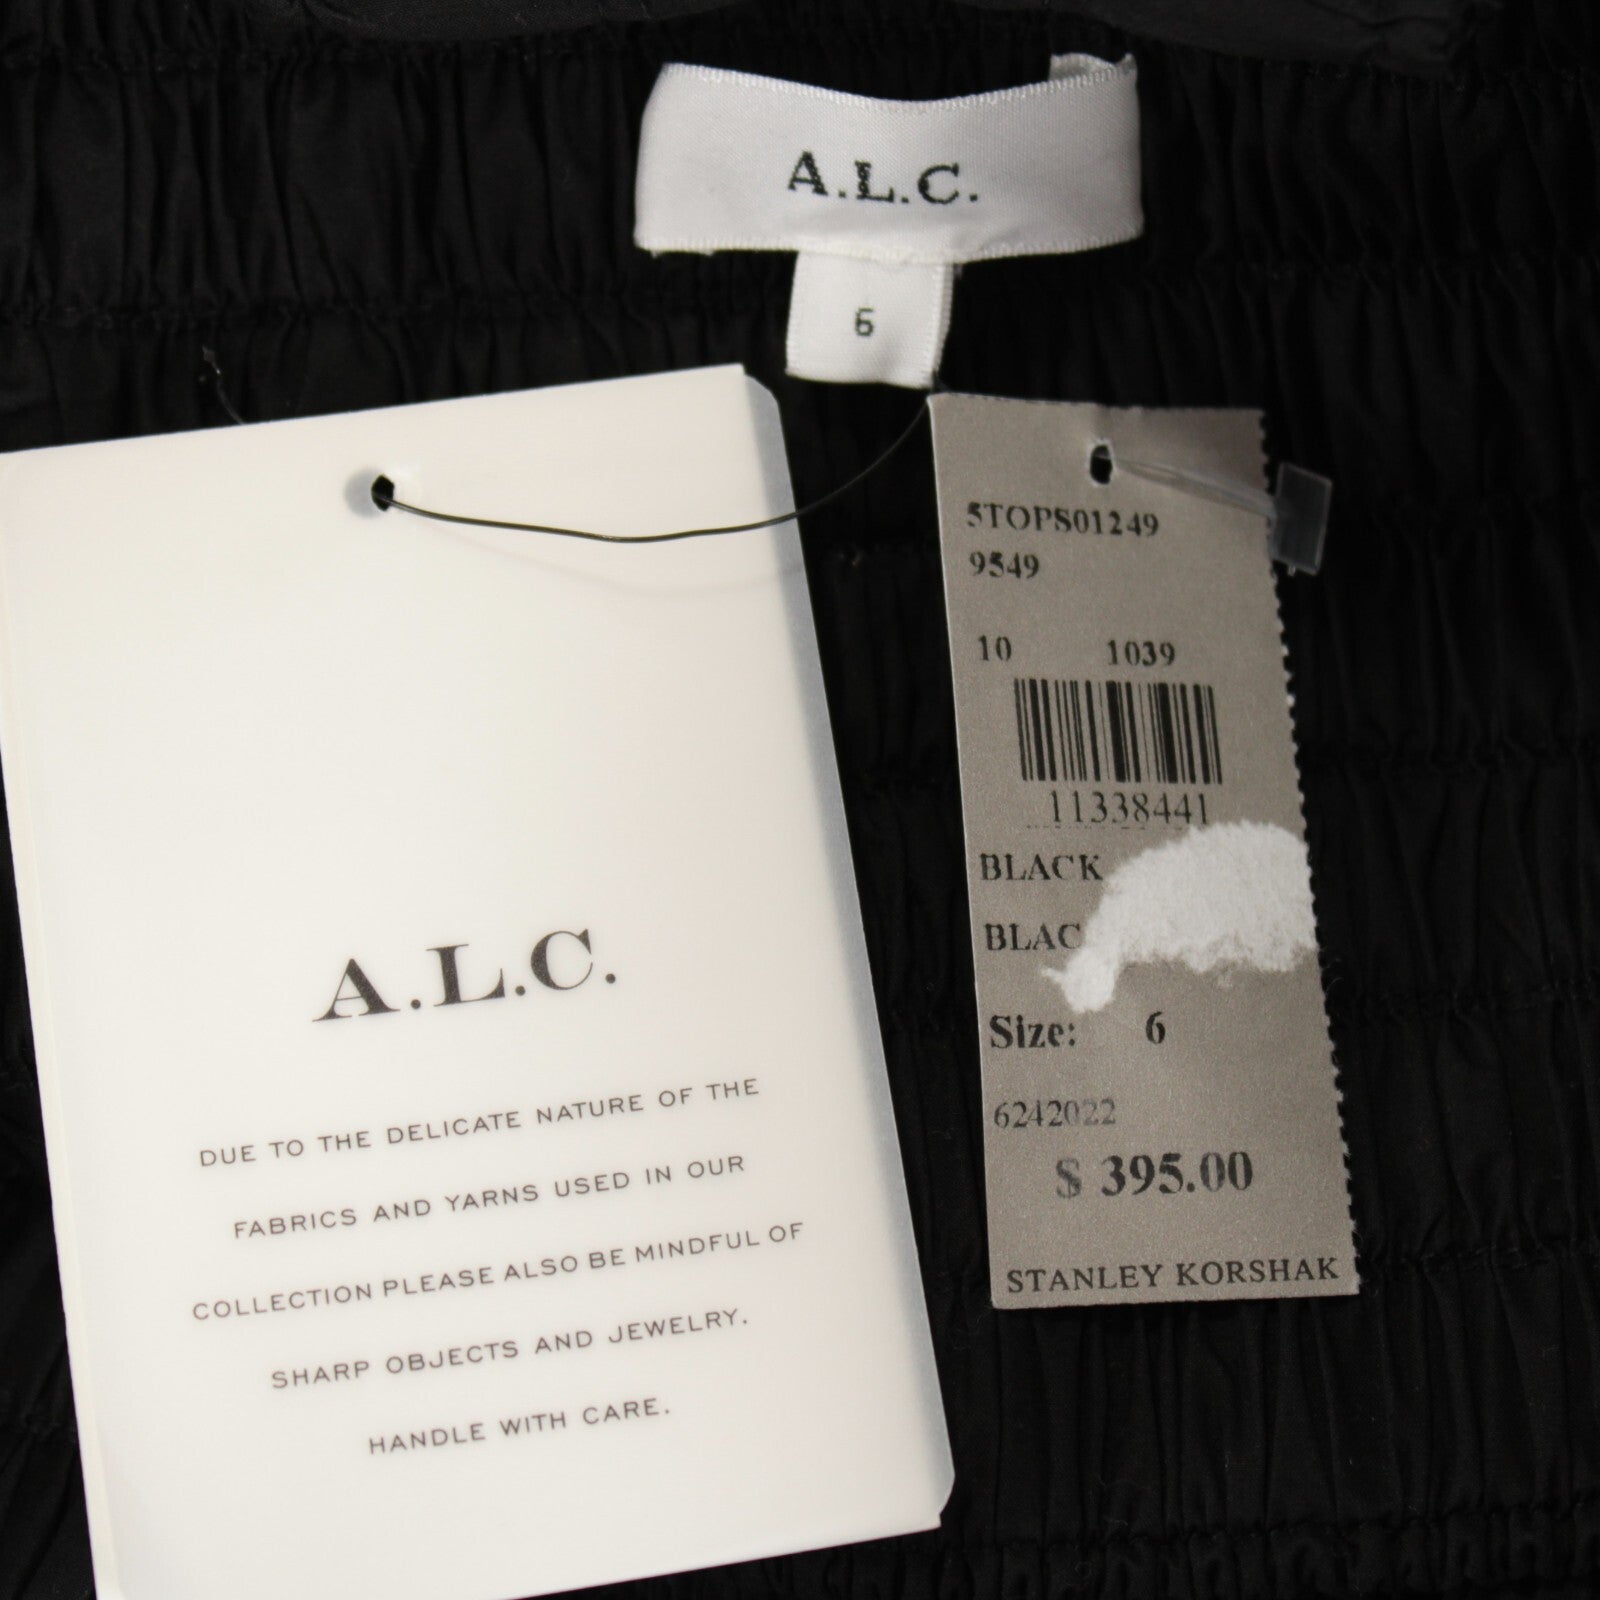 A.L.C.
6
A.L.C.
DUE TO THE DELICATE NATURE OF THE
FABRICS AND YARNS USED IN OUR
COLLECTION PLEASE ALSO BE MINDFUL OF
SHARP OBJECTS AND JEWELRY.
HANDLE WITH CARE.
5TOPS01249
9549
10 1039
11338441
BLACK
BLAC
Size: 6
6242022
$ 395.00
STANLEY KORSHAK